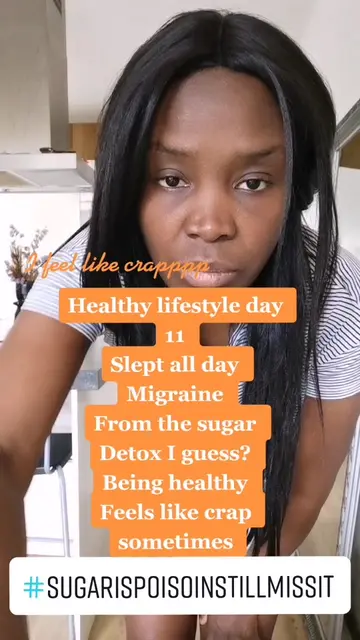 I feel like crappap
Healthy lifestyle day
11
Slept all day
Migraine
From the sugar
Detox I guess?
Being healthy
Feels like crap
sometimes
#SUGARISPOISOINSTILLMISSIT